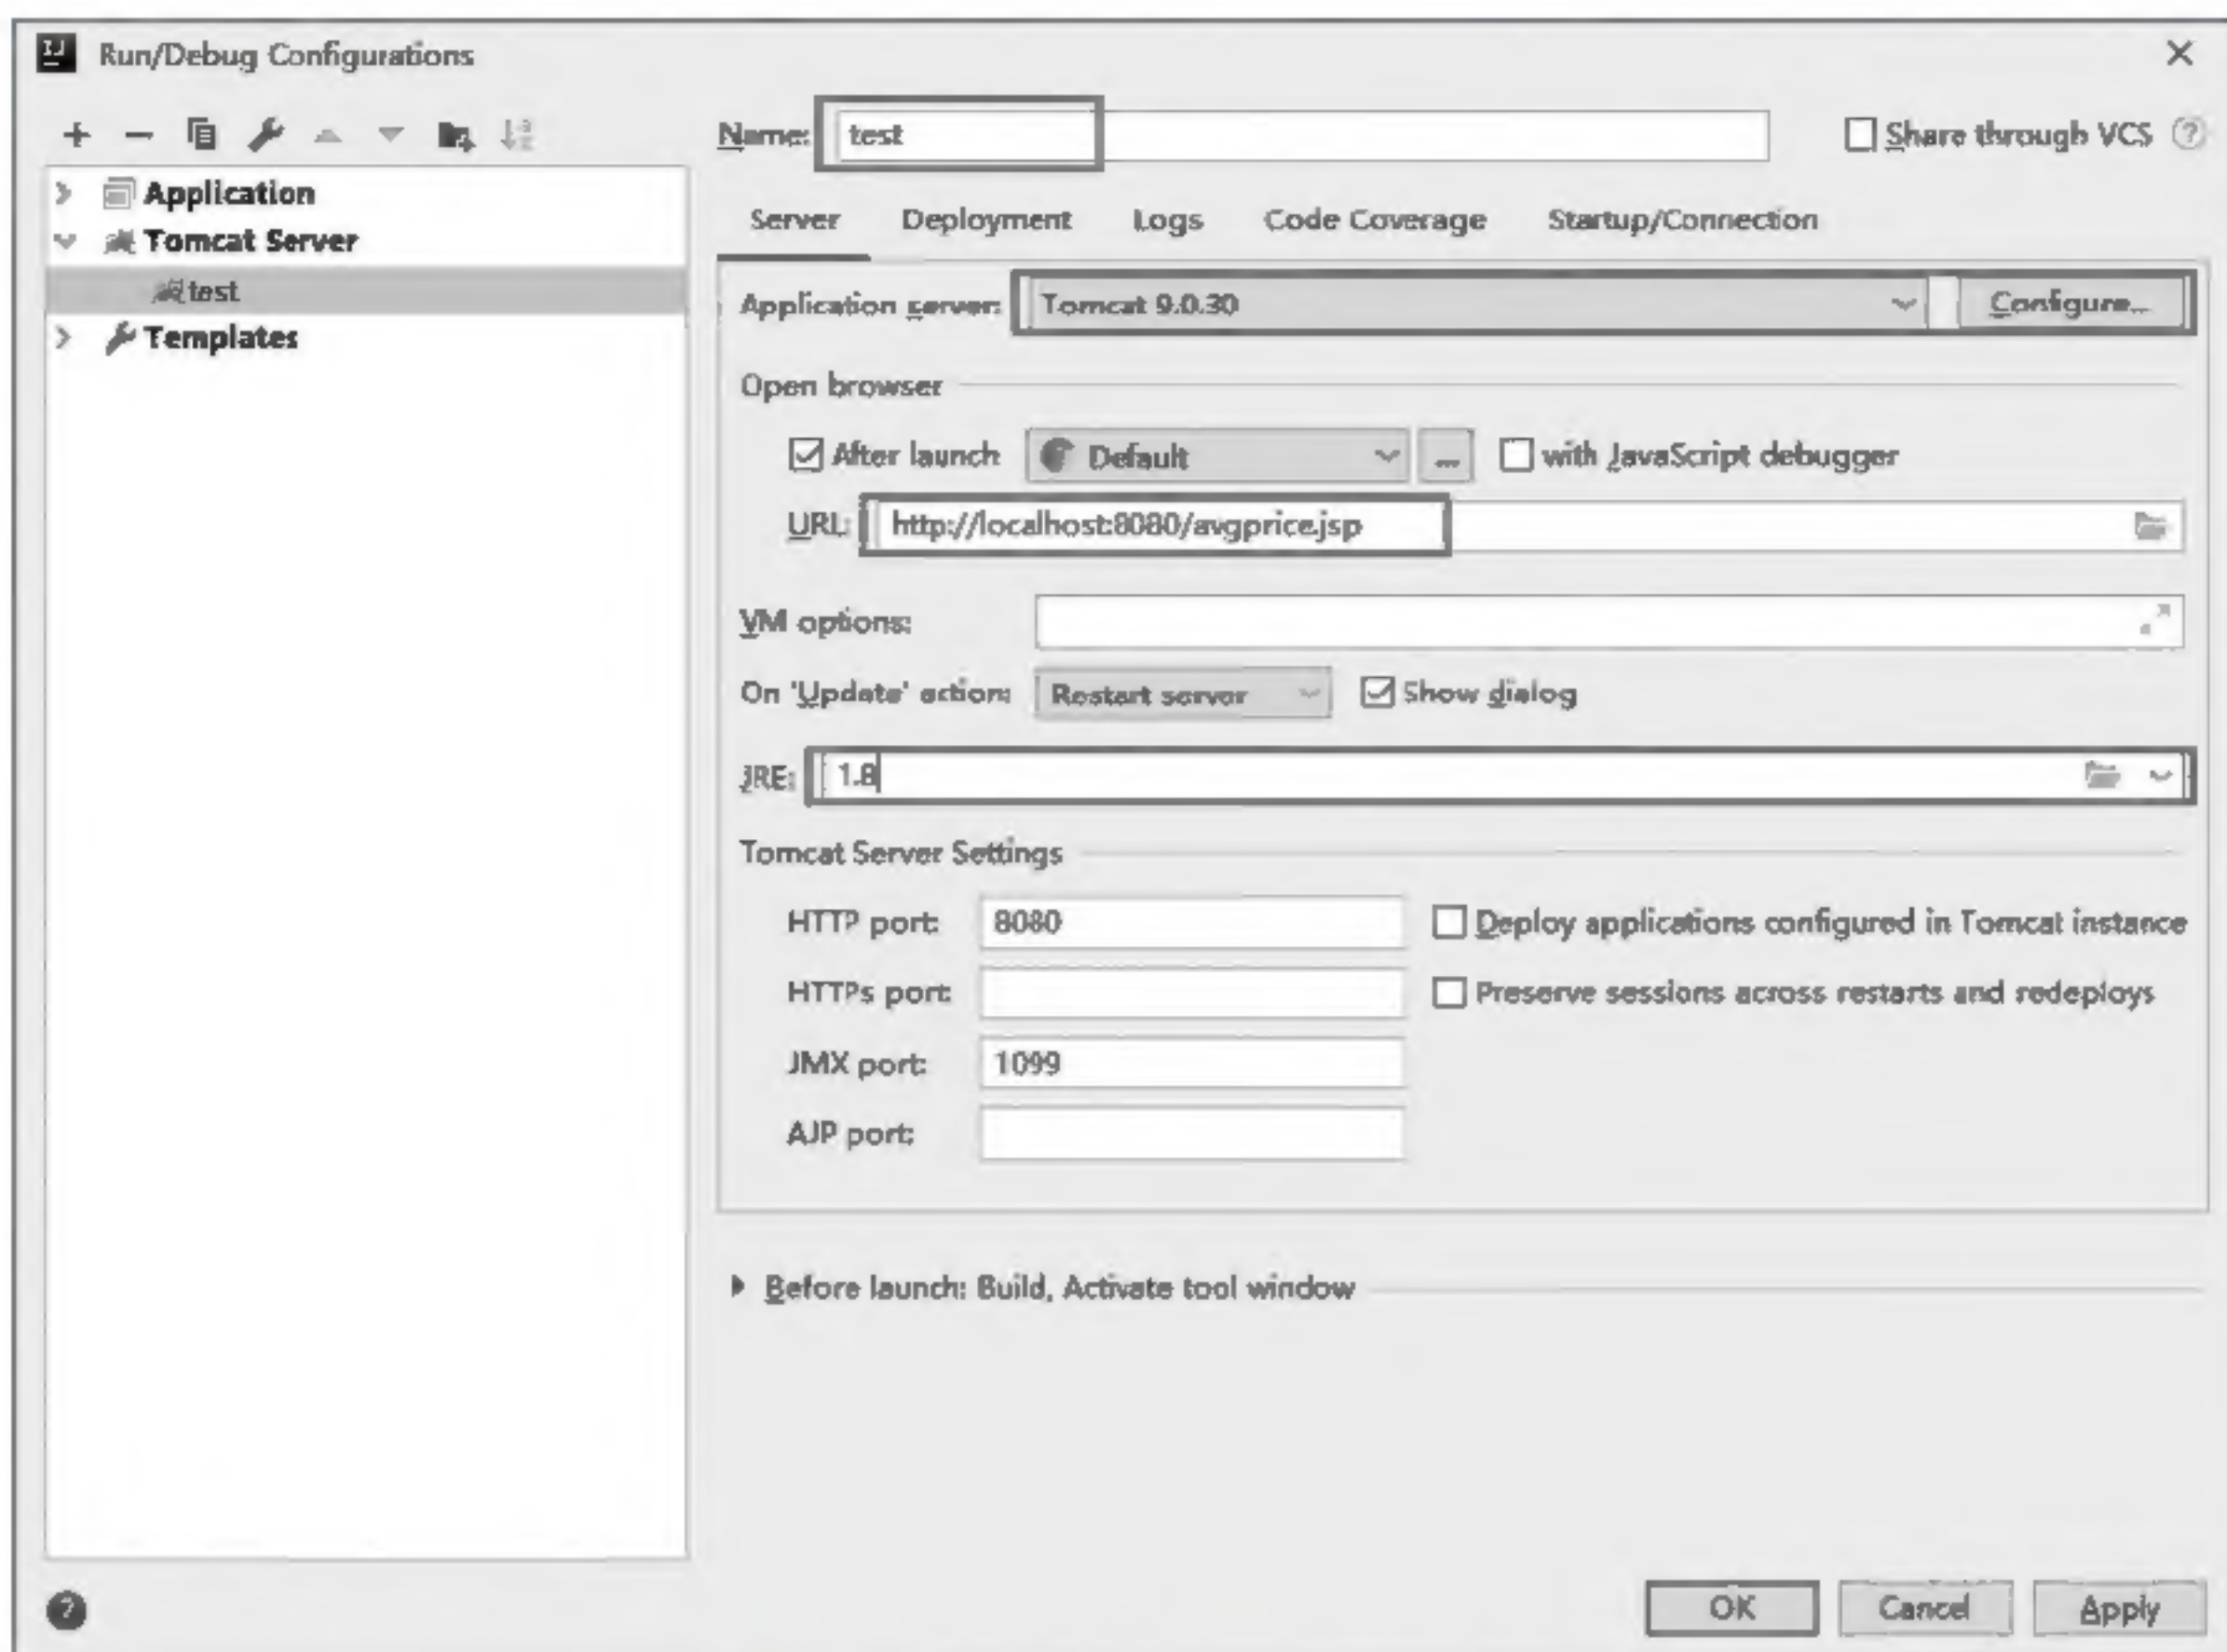 Run/Debug Configurations
Name: test
Share through VCS
Application
Tomcat Server
test
Templates
Server Deployment Logs Code Coverage Startup/Connection
Application server: Tomcat 9.0.30 Configure...
Open browser
After launch Default ... with JavaScript debugger
URL: http://localhost:8080/avgprice.jsp
VM options:
On 'Update' action: Restart server Show dialog
JRE: 1.8
Tomcat Server Settings
HTTP port: 8080 Deploy applications configured in Tomcat instance
HTTPs port: Preserve sessions across restarts and redeploys
JMX port: 1099
AJP port:
Before launch: Build, Activate tool window
OK Cancel Apply